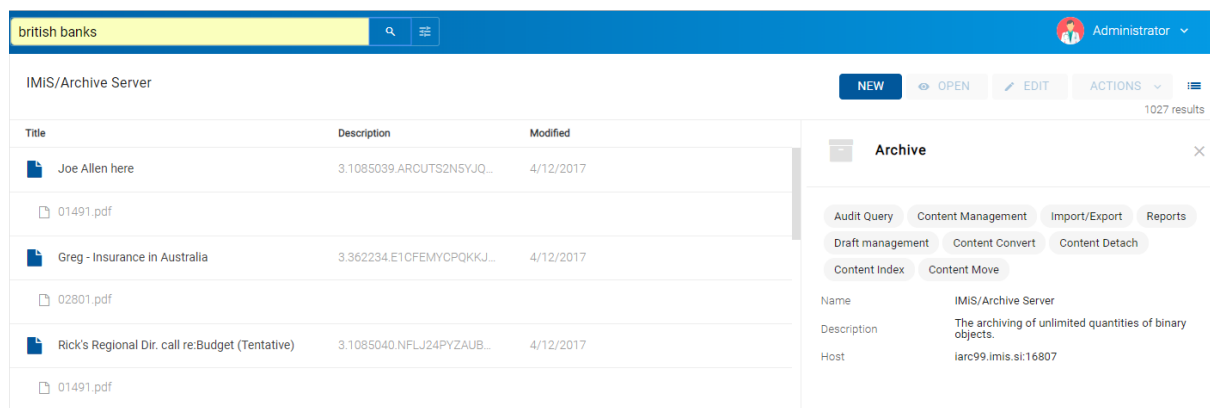 british banks
Administrator
IMiS/Archive Server
NEW OPEN EDIT ACTIONS
1027 results
Title Description Modified
Joe Allen here 3.1085039.ARCUTS2N5YJQ... 4/12/2017
01491.pdf
Greg - Insurance in Australia 3.362234.E1CFEMYCPQKKJ... 4/12/2017
02801.pdf
Rick's Regional Dir. call re:Budget (Tentative) 3.1085040.NFLJ24PYZAUB... 4/12/2017
01491.pdf
Archive
Audit Query Content Management Import/Export Reports
Draft management Content Convert Content Detach
Content Index Content Move
Name IMiS/Archive Server
Description The archiving of unlimited quantities of binary
objects.
Host iarc99.imis.si:16807